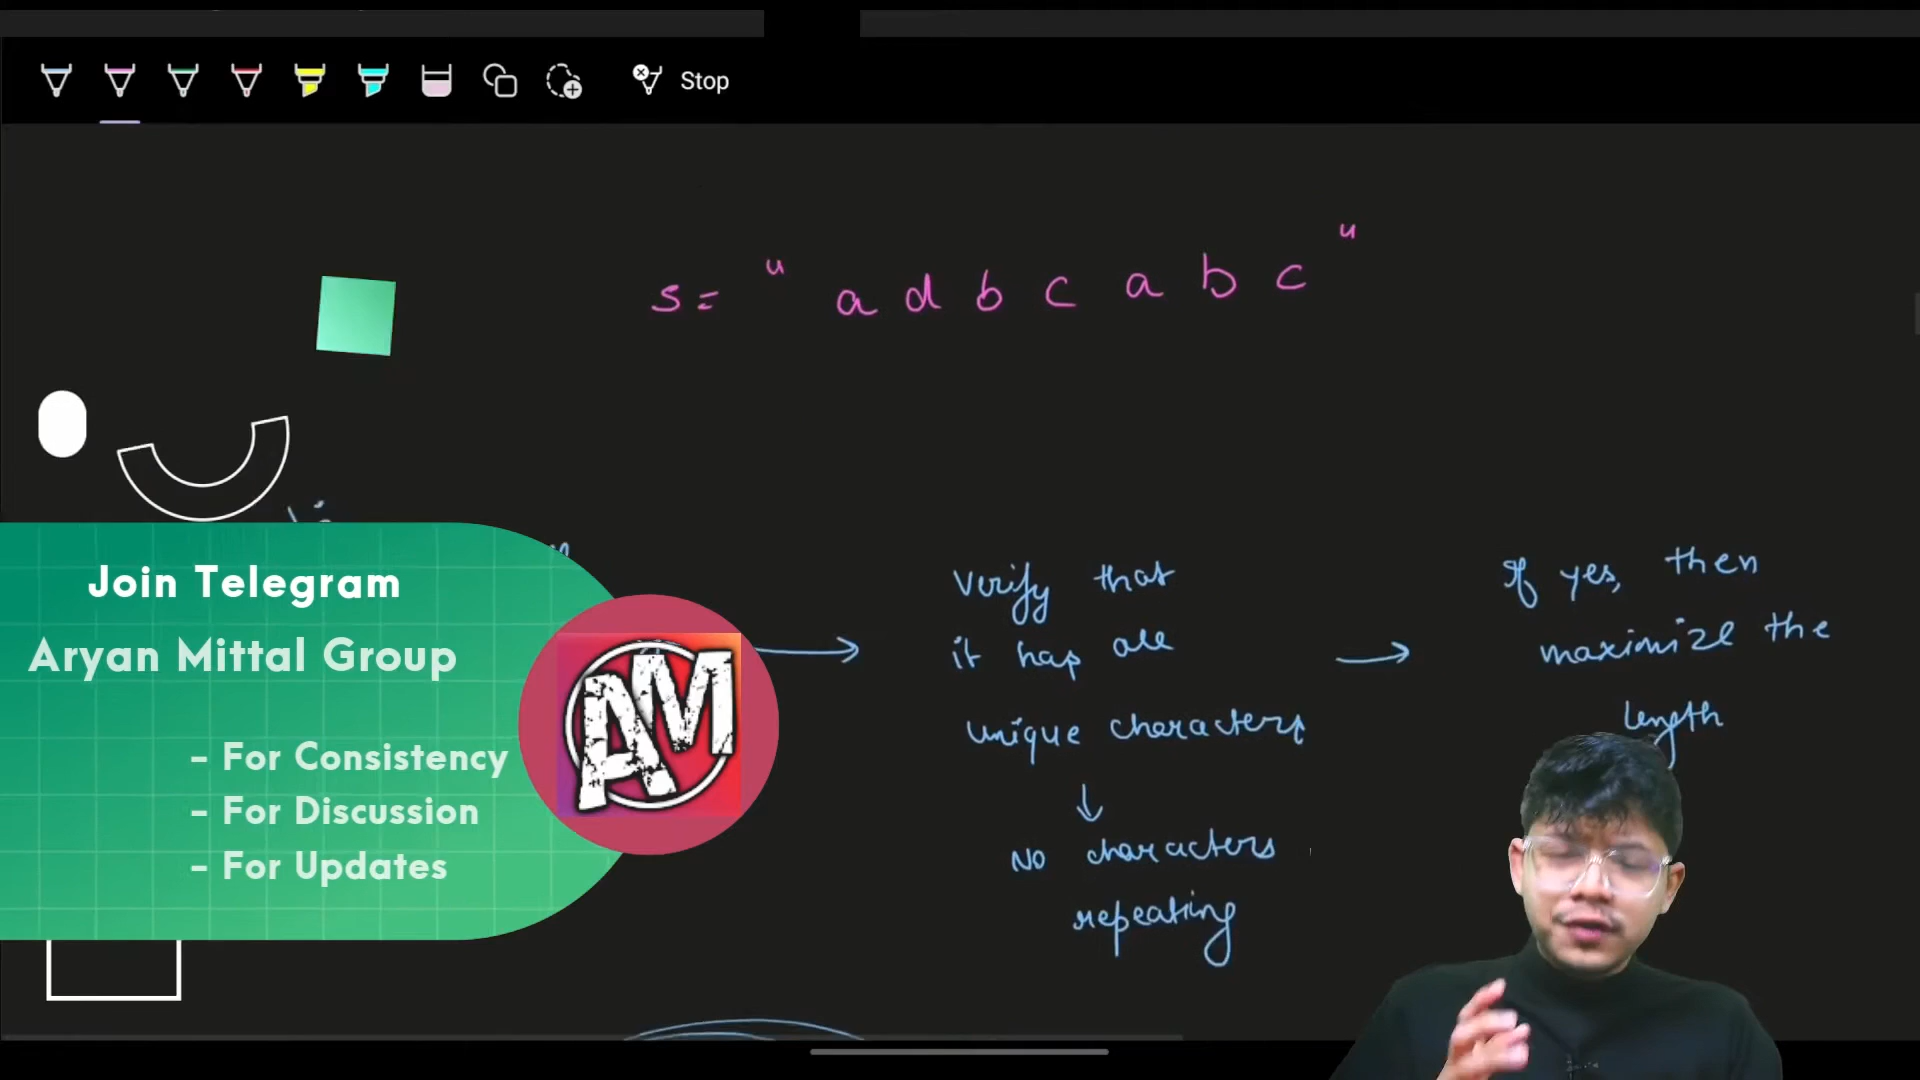 Stop
s = " a d b c a b c "
Join Telegram
Aryan Mittal Group
- For Consistency
- For Discussion
- For Updates
AM
verify that
it has all
unique characters
↓
No characters
repeating
→
If yes, then
maximize the
length